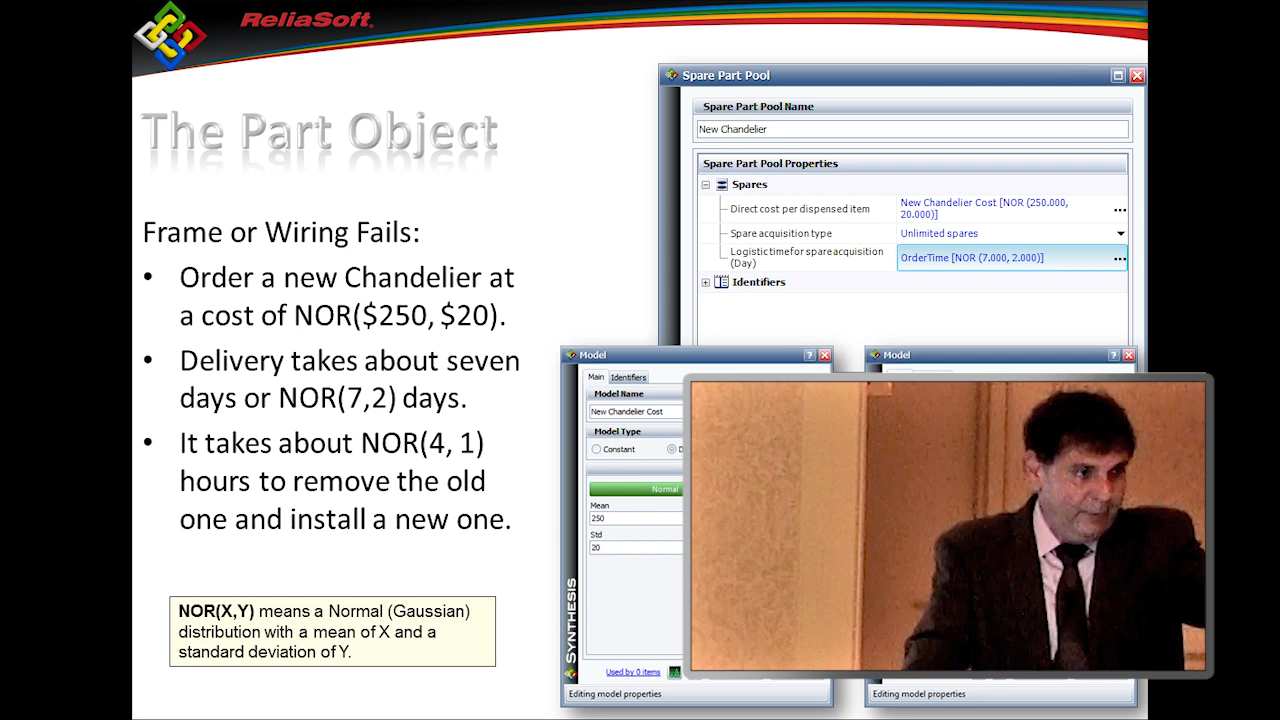 ReliaSoft
The Part Object
Frame or Wiring Fails:
• Order a new Chandelier at
a cost of NOR($250, $20).
• Delivery takes about seven
days or NOR(7,2) days.
• It takes about NOR(4, 1)
hours to remove the old
one and install a new one.
NOR(X,Y) means a Normal (Gaussian)
distribution with a mean of X and a
standard deviation of Y.
Spare Part Pool
Spare Part Pool Name
New Chandelier
Spare Part Pool Properties
Spares
Direct cost per dispensed item
New Chandelier Cost [NOR (250.000,
20.000)]
Spare acquisition type
Unlimited spares
Logistic time for spare acquisition
(Day)
OrderTime [NOR (7.000, 2.000)]
Identifiers
Model
Main Identifiers
Model Name
New Chandelier Cost
Model Type
Constant
Normal
Mean
250
Std
20
SYNTHESIS
Used by 0 items
Editing model properties
Model
Editing model properties